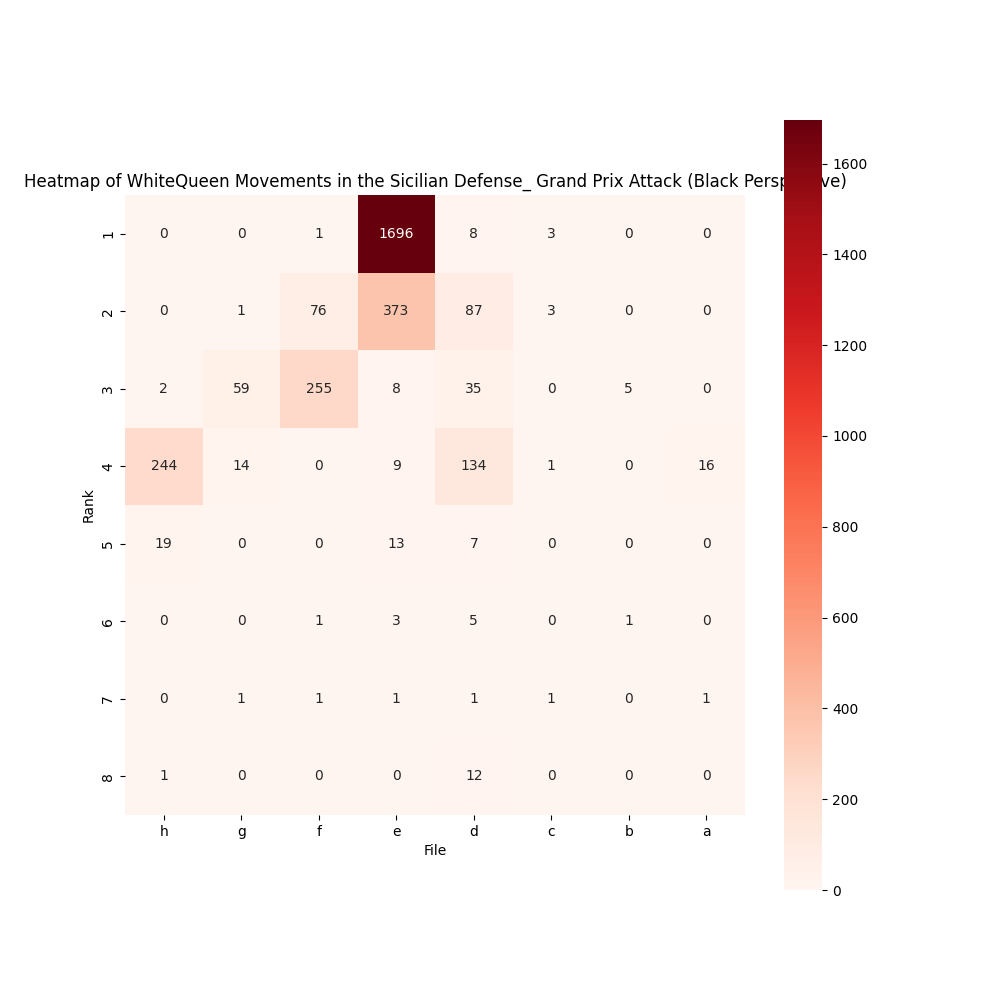 Heatmap of WhiteQueen Movements in the Sicilian Defense_ Grand Prix Attack (Black Perspective)
1 0 0 1 1696 8 3 0 0
2 0 1 76 373 87 3 0 0
3 2 59 255 8 35 0 5 0
4 244 14 0 9 134 1 0 16
5 19 0 0 13 7 0 0 0
6 0 0 1 3 5 0 1 0
7 0 1 1 1 1 1 0 1
8 1 0 0 0 12 0 0 0
h g f e d c b a
File
Rank
1600
1400
1200
1000
800
600
400
200
0